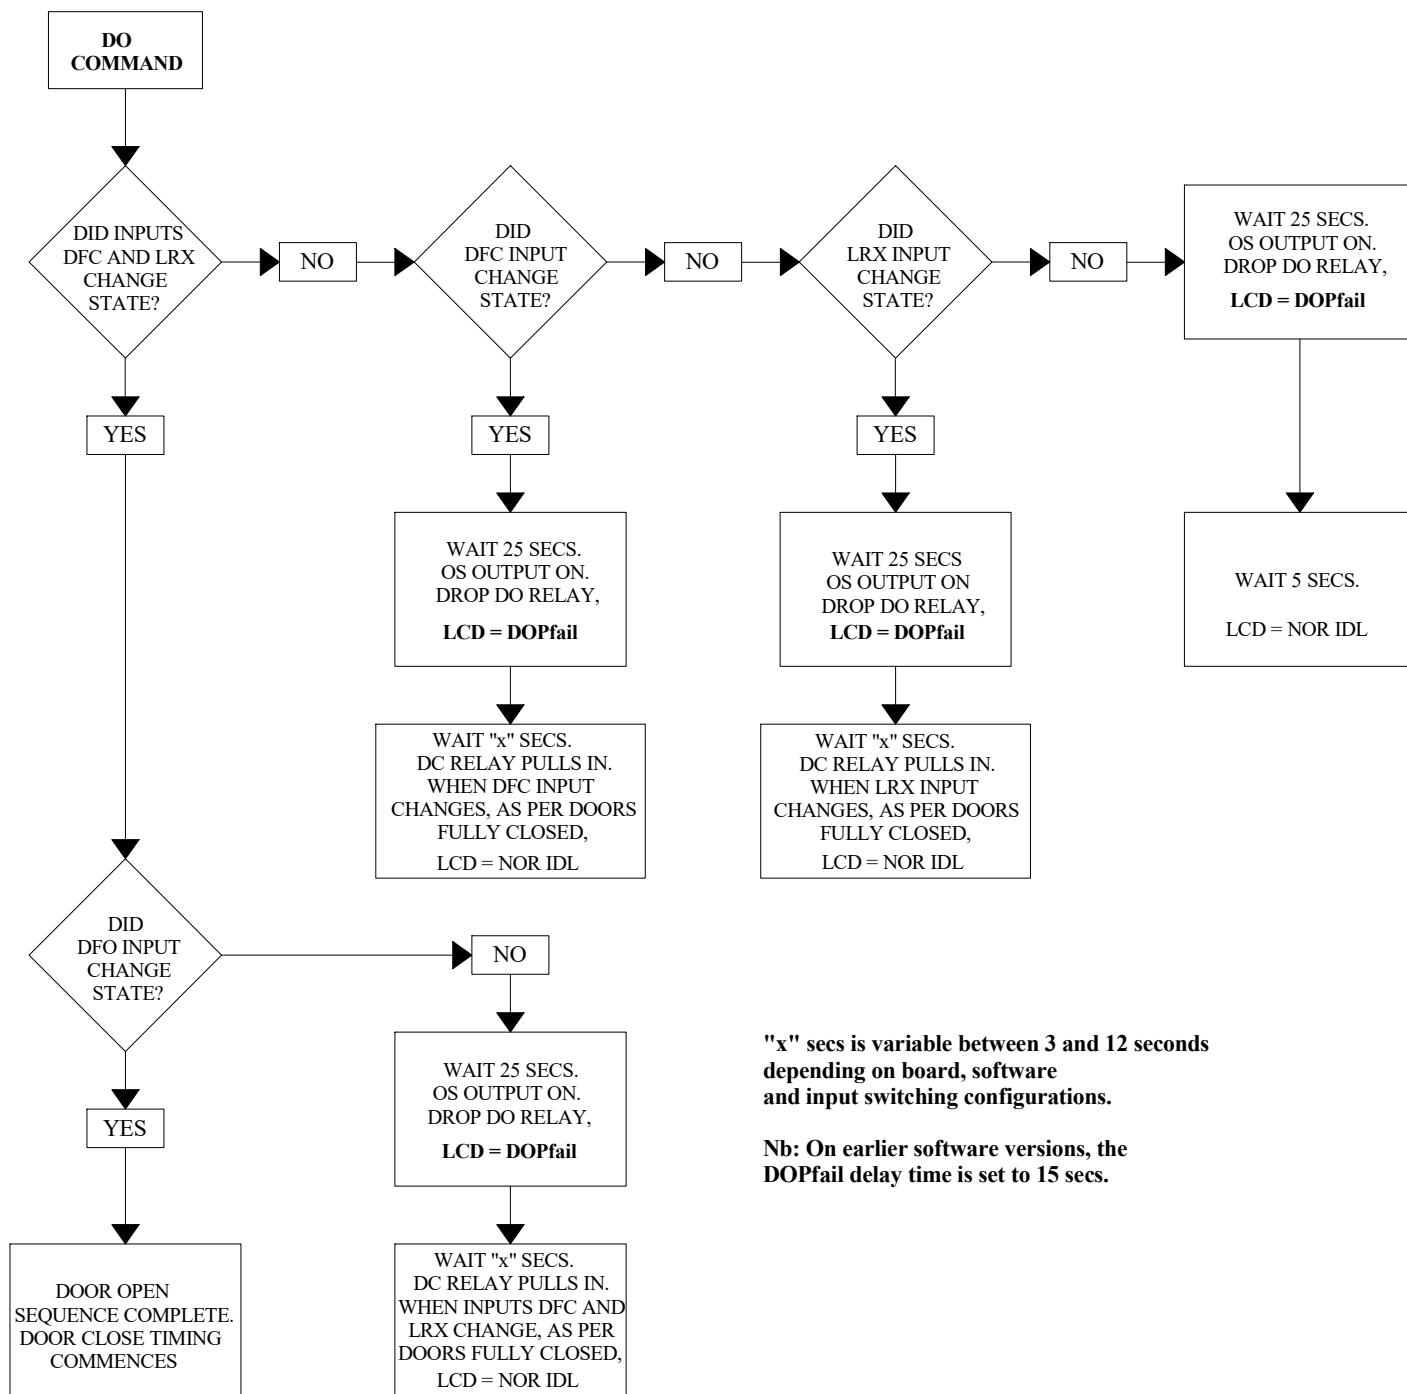 DO
COMMAND
DID INPUTS
DFC AND LRX
CHANGE
STATE?
NO
DID
DFC INPUT
CHANGE
STATE?
NO
DID
LRX INPUT
CHANGE
STATE?
NO
WAIT 25 SECS.
OS OUTPUT ON.
DROP DO RELAY,
LCD = DOPfail
YES
YES
YES
WAIT 25 SECS.
OS OUTPUT ON.
DROP DO RELAY,
LCD = DOPfail
WAIT 25 SECS
OS OUTPUT ON
DROP DO RELAY,
LCD = DOPfail
WAIT 5 SECS.
LCD = NOR IDL
WAIT "x" SECS.
DC RELAY PULLS IN.
WHEN DFC INPUT
CHANGES, AS PER DOORS
FULLY CLOSED,
LCD = NOR IDL
WAIT "x" SECS.
DC RELAY PULLS IN.
WHEN LRX INPUT
CHANGES, AS PER DOORS
FULLY CLOSED,
LCD = NOR IDL
DID
DFO INPUT
CHANGE
STATE?
NO
WAIT 25 SECS.
OS OUTPUT ON.
DROP DO RELAY,
LCD = DOPfail
"x" secs is variable between 3 and 12 seconds
depending on board, software
and input switching configurations.
Nb: On earlier software versions, the
DOPfail delay time is set to 15 secs.
YES
DOOR OPEN
SEQUENCE COMPLETE.
DOOR CLOSE TIMING
COMMENCES
WAIT "x" SECS.
DC RELAY PULLS IN.
WHEN INPUTS DFC AND
LRX CHANGE, AS PER
DOORS FULLY CLOSED,
LCD = NOR IDL